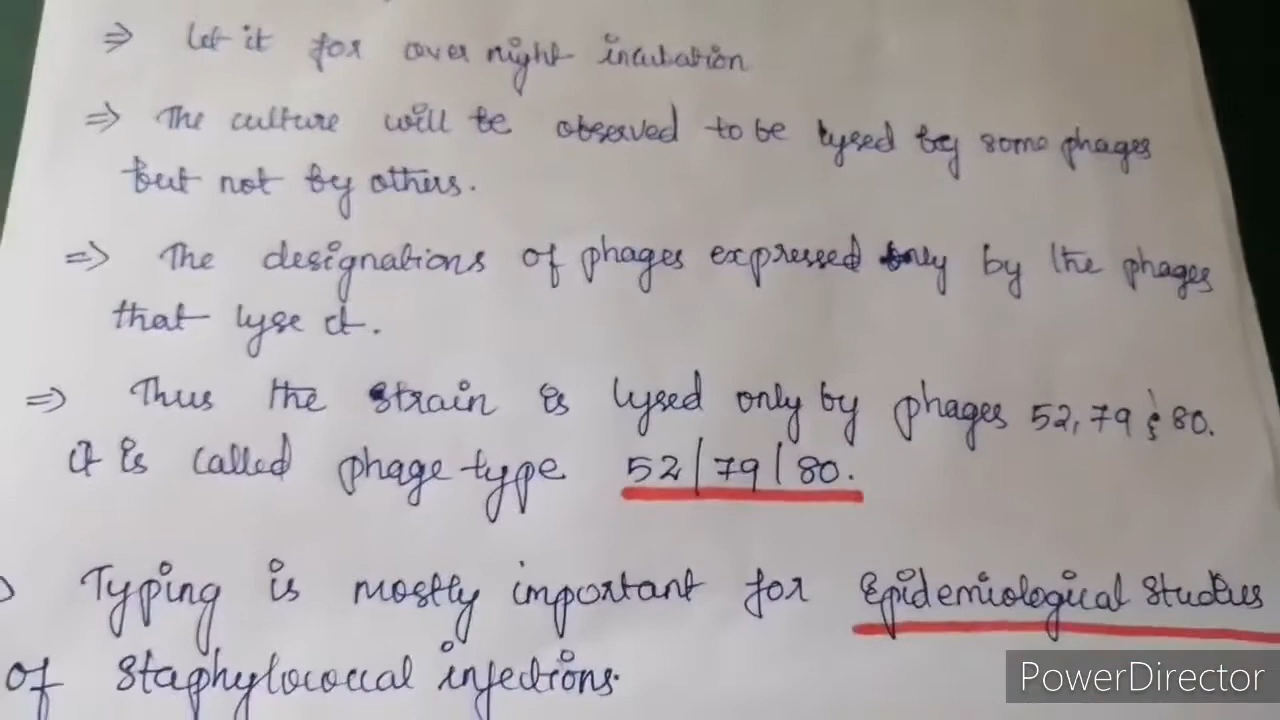 ⇒ Let it for over night incubation
⇒ The culture will be observed to be lysed by some phages
but not by others.
⇒ The designations of phages expressed only by the phages
that lyse it.
⇒ Thus the strain is lysed only by phages 52, 79 & 80.
It is called phage type 52/79/80.
Typing is mostly important for Epidemiological Studies
of Staphylococcal infections.
PowerDirector